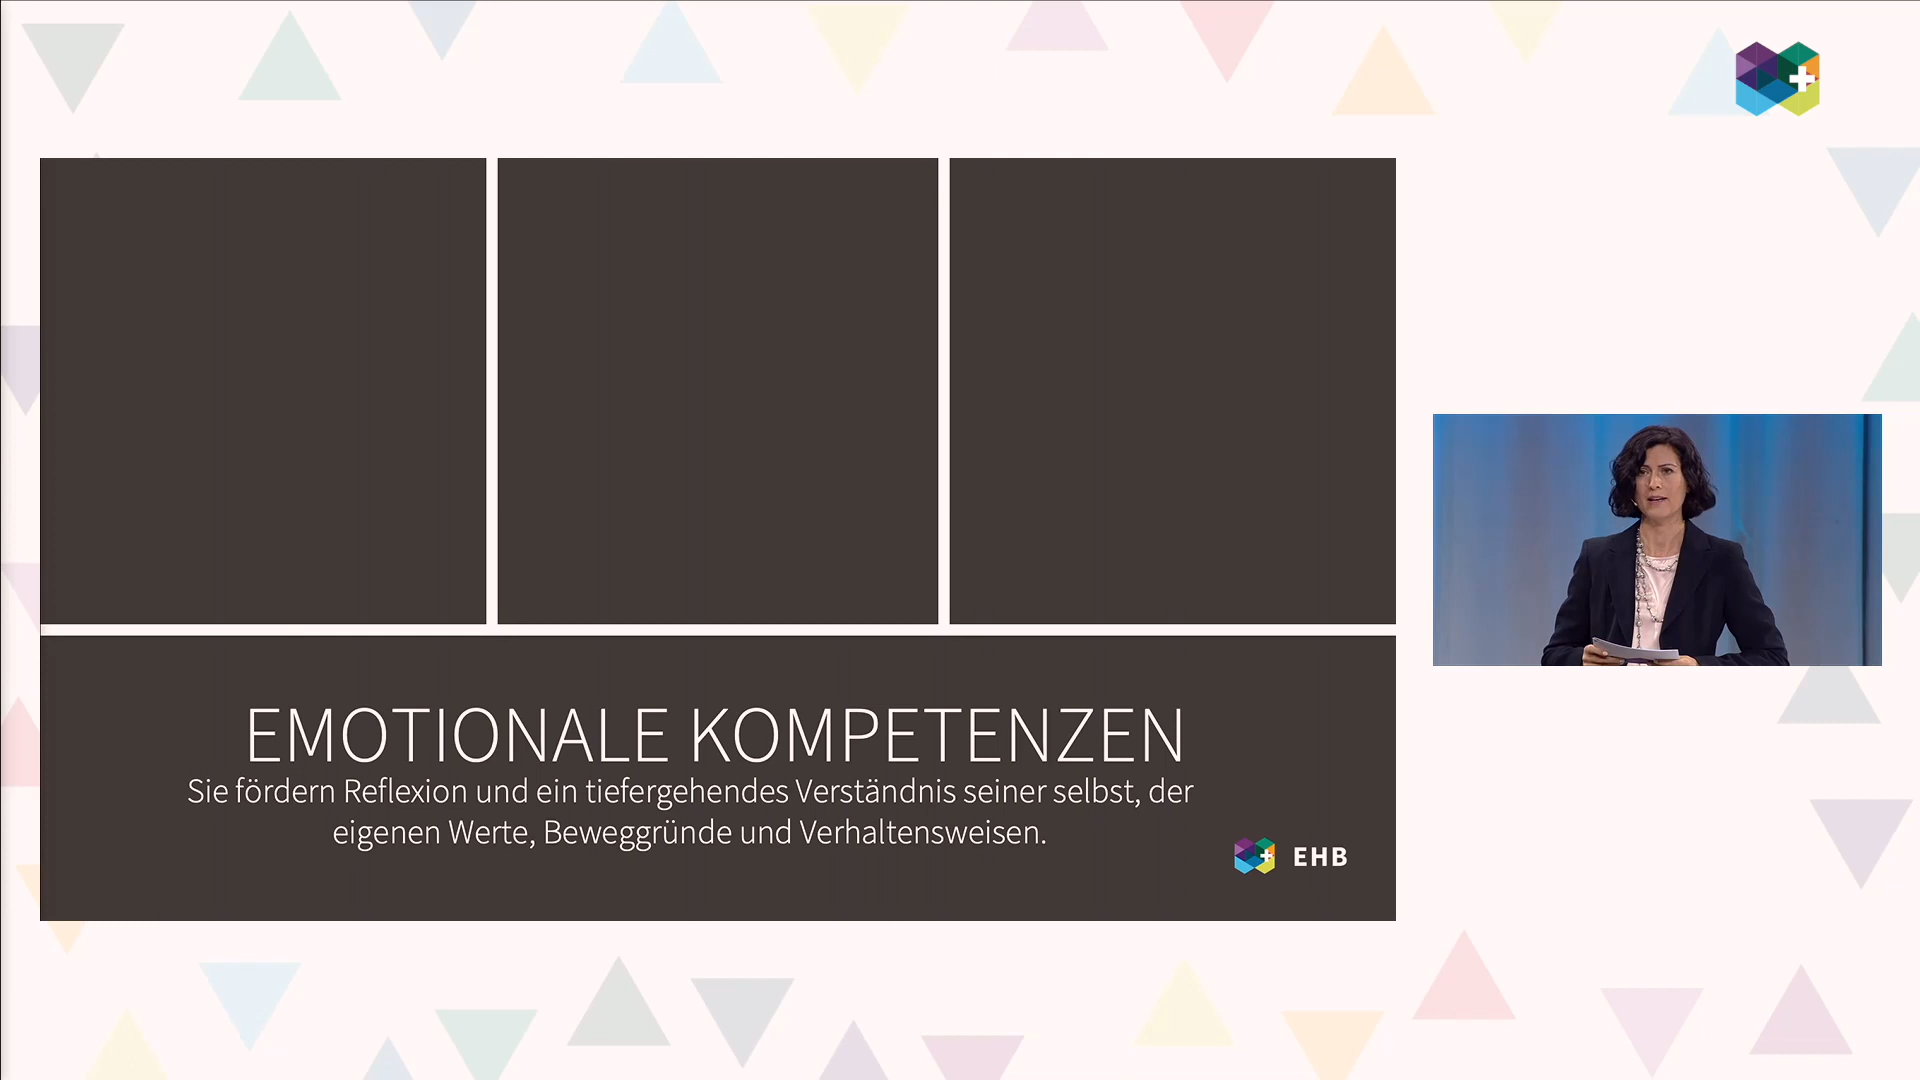 EMOTIONALE KOMPETENZEN
Sie fördern Reflexion und ein tiefergehendes Verständnis seiner selbst, der
eigenen Werte, Beweggründe und Verhaltensweisen.
EHB